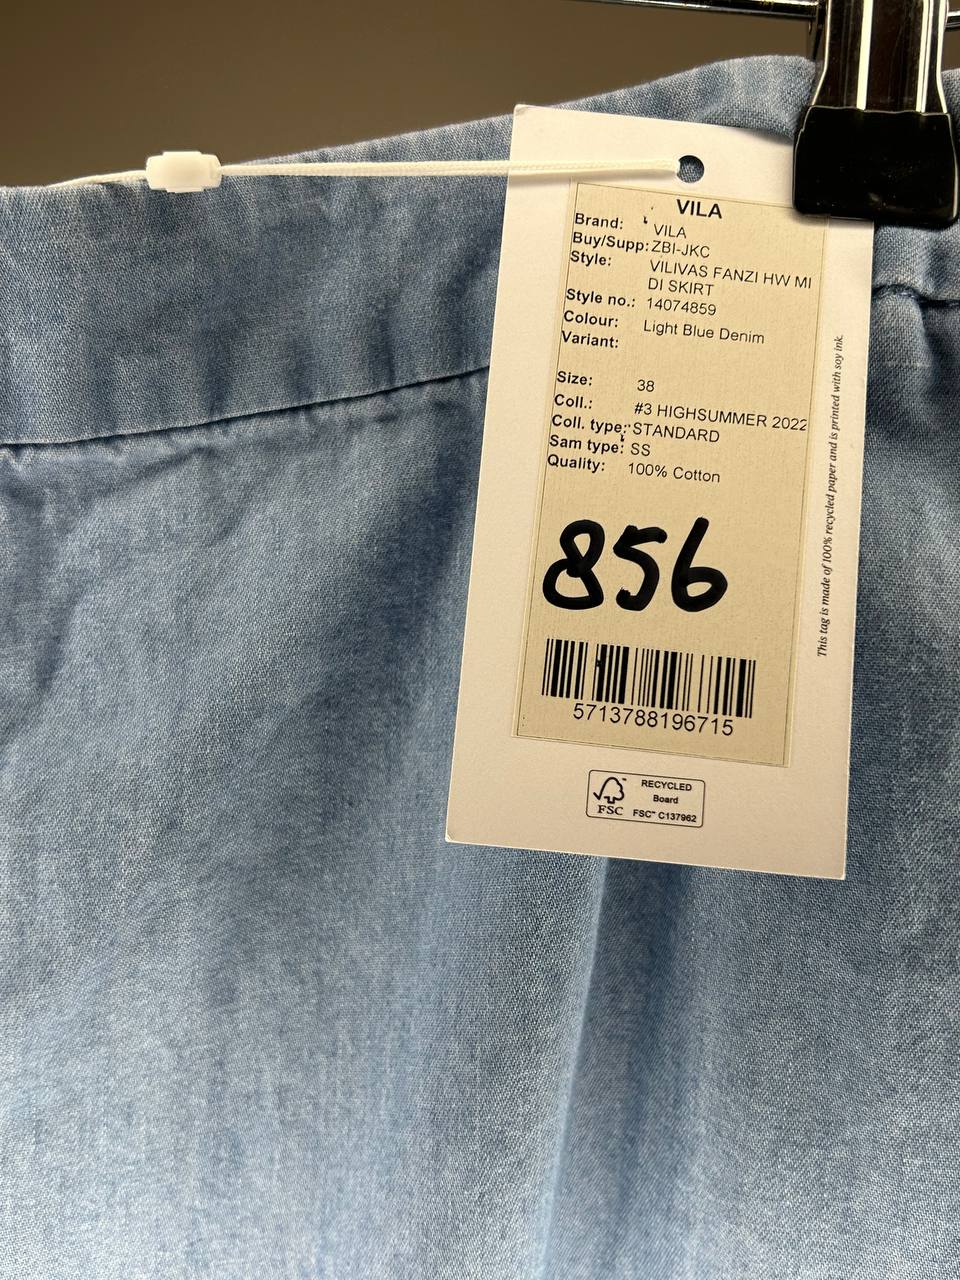 VILA
Brand: VILA
Buy/Supp: ZBI-JKC
Style: VILIVAS FANZI HW MI
DI SKIRT
Style no.: 14074859
Colour: Light Blue Denim
Variant:
Size: 38
Coll.: #3 HIGHSUMMER 2022
Coll. type: STANDARD
Sam type: SS
Quality: 100% Cotton
856
5713788196715
FSC
RECYCLED
Board
FSC™ C137962
This tag is made of 100% recycled paper and is printed with soy ink.